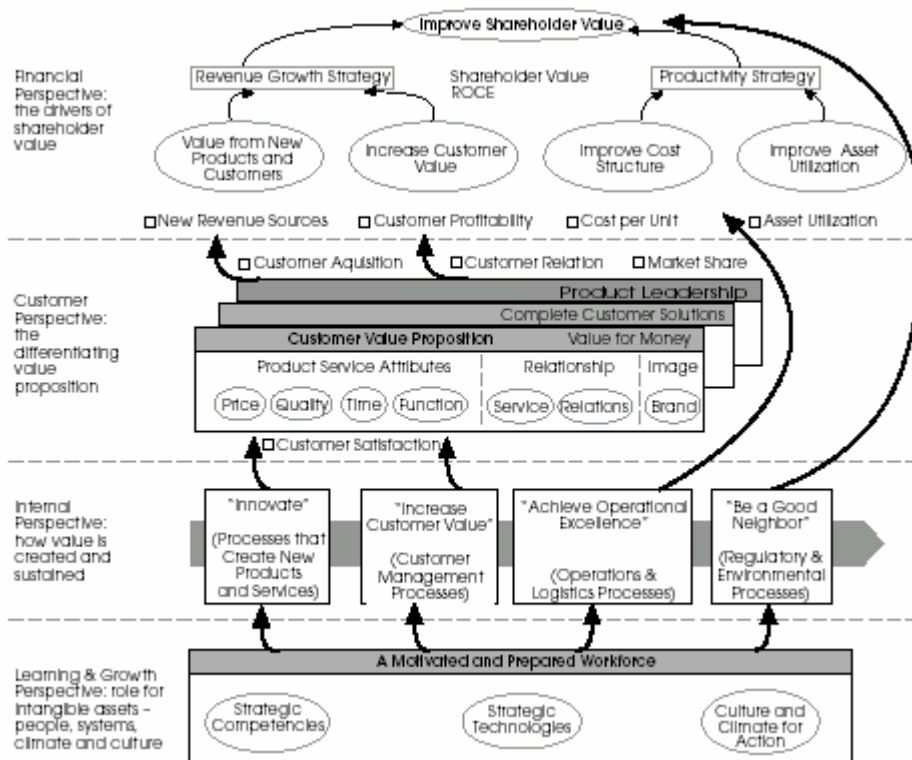 Improve Shareholder Value
Financial
Perspective:
the drivers of
shareholder
value
Revenue Growth Strategy
Shareholder Value
ROCE
Productivity Strategy
Value from New
Products and
Customers
Increase Customer
Value
Improve Cost
Structure
Improve Asset
Utilization
New Revenue Sources
Customer Profitability
Cost per Unit
Asset Utilization
Customer Aquisition
Customer Relation
Market Share
Customer
Perspective:
the
differentiating
value
proposition
Product Leadership
Complete Customer Solutions
Customer Value Proposition
Value for Money
Product Service Attributes
Relationship
Image
Price
Quality
Time
Function
Service
Relations
Brand
Customer Satisfaction
Internal
Perspective:
how value is
created and
sustained
"Innovate"
(Processes that
Create New
Products
and Services)
"Increase
Customer Value"
(Customer
Management
Processes)
"Achieve Operational
Excellence"
(Operations &
Logistics Processes)
"Be a Good
Neighbor"
(Regulatory &
Environmental
Processes)
Learning & Growth
Perspective: role for
intangible assets –
people, systems,
climate and culture
A Motivated and Prepared Workforce
Strategic
Competencies
Strategic
Technologies
Culture and
Climate for
Action